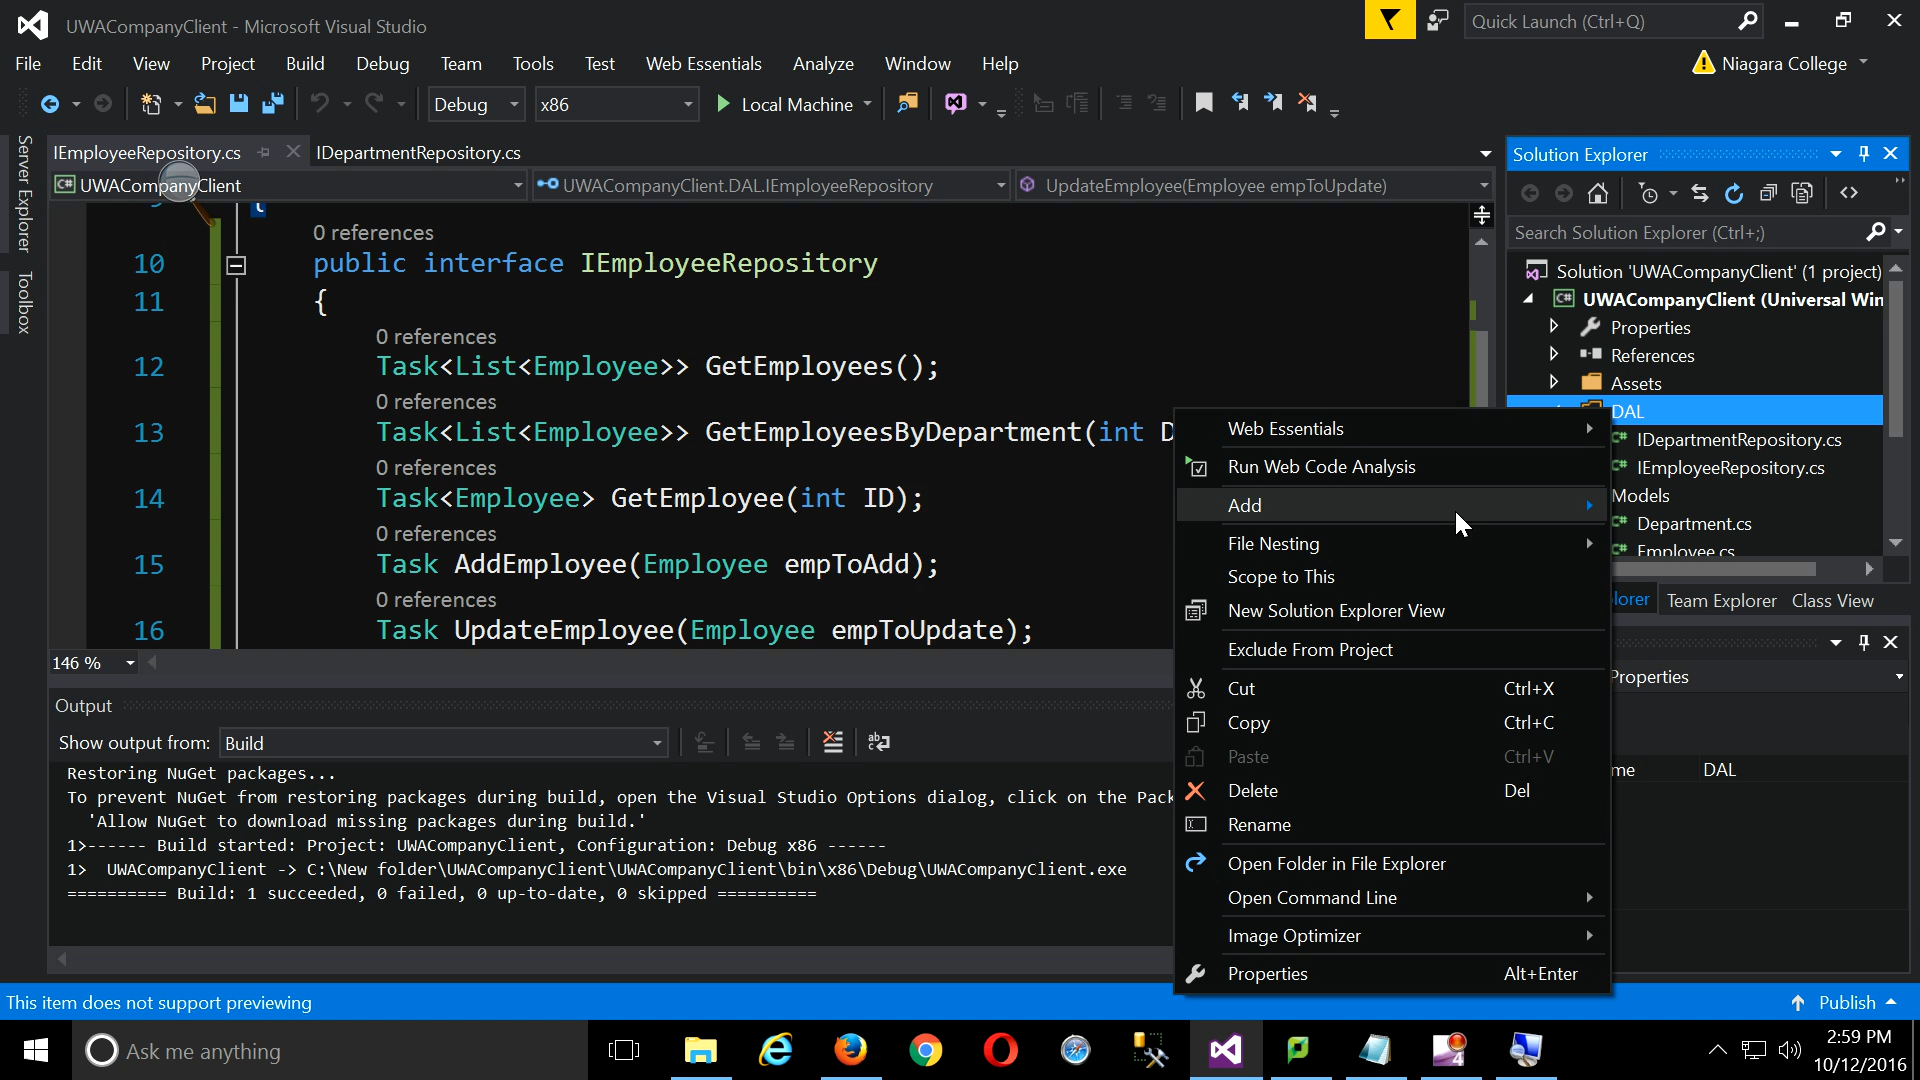 UWACompanyClient - Microsoft Visual Studio
Quick Launch (Ctrl+Q)
File Edit View Project Build Debug Team Tools Test Web Essentials Analyze Window Help
Niagara College
Debug x86 Local Machine
Server Explorer
Toolbox
IEmployeeRepository.cs IDepartmentRepository.cs
UWACompanyClient UWACompanyClient.DAL.IEmployeeRepository UpdateEmployee(Employee empToUpdate)
0 references
10 public interface IEmployeeRepository
11 {
0 references
12 Task<List<Employee>> GetEmployees();
0 references
13 Task<List<Employee>> GetEmployeesByDepartment(int D
0 references
14 Task<Employee> GetEmployee(int ID);
0 references
15 Task AddEmployee(Employee empToAdd);
0 references
16 Task UpdateEmployee(Employee empToUpdate);
146 %
Output
Show output from: Build
Restoring NuGet packages...
To prevent NuGet from restoring packages during build, open the Visual Studio Options dialog, click on the Pack
'Allow NuGet to download missing packages during build.'
1>------ Build started: Project: UWACompanyClient, Configuration: Debug x86 ------
1> UWACompanyClient -> C:\New folder\UWACompanyClient\UWACompanyClient\bin\x86\Debug\UWACompanyClient.exe
========== Build: 1 succeeded, 0 failed, 0 up-to-date, 0 skipped ==========
Web Essentials
Run Web Code Analysis
Add
File Nesting
Scope to This
New Solution Explorer View
Exclude From Project
Cut Ctrl+X
Copy Ctrl+C
Paste Ctrl+V
Delete Del
Rename
Open Folder in File Explorer
Open Command Line
Image Optimizer
Properties Alt+Enter
Solution Explorer
Search Solution Explorer (Ctrl+;)
Solution 'UWACompanyClient' (1 project)
C# UWACompanyClient (Universal Win
Properties
References
Assets
DAL
C# IDepartmentRepository.cs
C# IEmployeeRepository.cs
Models
C# Department.cs
C# Employee.cs
lorer Team Explorer Class View
Properties
me DAL
This item does not support previewing
Publish
Ask me anything
4
2:59 PM
10/12/2016